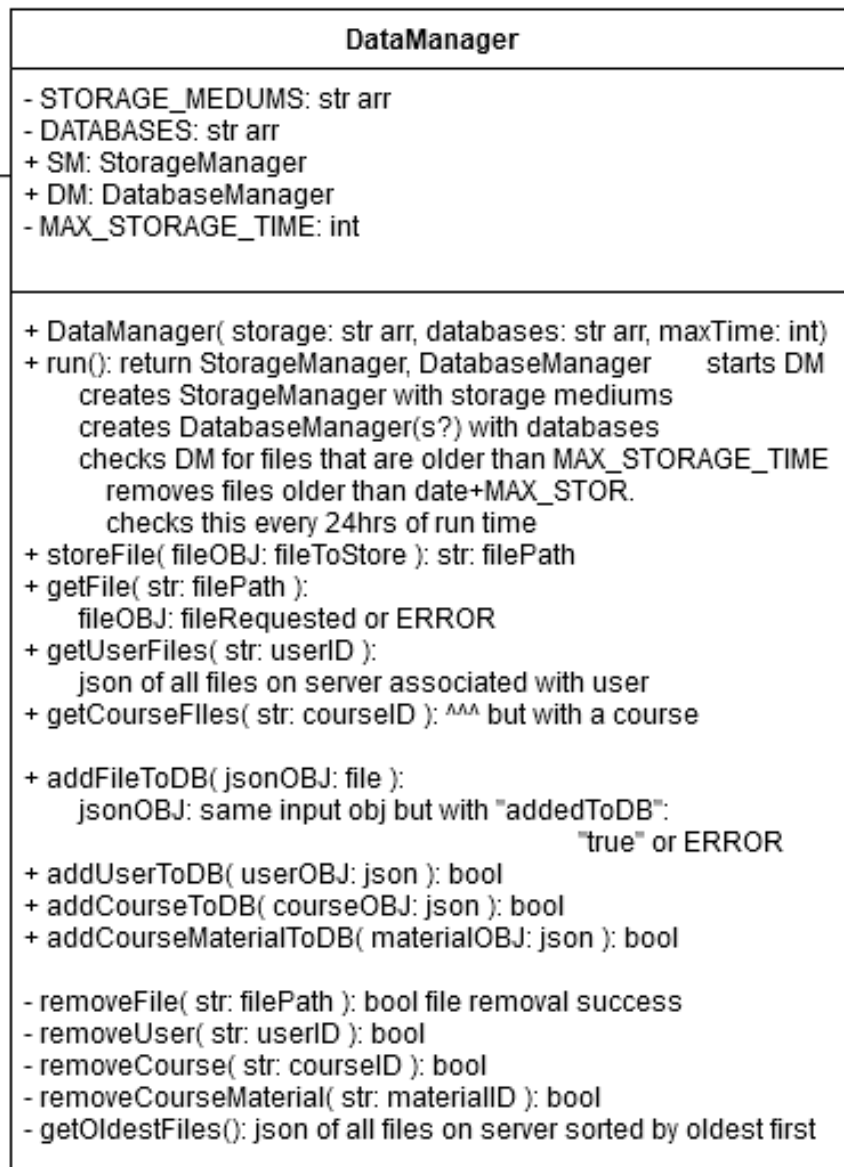 DataManager
- STORAGE_MEDUMS: str arr
- DATABASES: str arr
+ SM: StorageManager
+ DM: DatabaseManager
- MAX_STORAGE_TIME: int
+ DataManager( storage: str arr, databases: str arr, maxTime: int)
+ run(): return StorageManager, DatabaseManager starts DM
creates StorageManager with storage mediums
creates DatabaseManager(s?) with databases
checks DM for files that are older than MAX_STORAGE_TIME
removes files older than date+MAX_STOR.
checks this every 24hrs of run time
+ storeFile( fileOBJ: fileToStore ): str: filePath
+ getFile( str: filePath ):
fileOBJ: fileRequested or ERROR
+ getUserFiles( str: userID ):
json of all files on server associated with user
+ getCourseFIles( str: courseID ): ^^^ but with a course
+ addFileToDB( jsonOBJ: file ):
jsonOBJ: same input obj but with "addedToDB":
"true" or ERROR
+ addUserToDB( userOBJ: json ): bool
+ addCourseToDB( courseOBJ: json ): bool
+ addCourseMaterialToDB( materialOBJ: json ): bool
- removeFile( str: filePath ): bool file removal success
- removeUser( str: userID ): bool
- removeCourse( str: courseID ): bool
- removeCourseMaterial( str: materialID ): bool
- getOldestFiles(): json of all files on server sorted by oldest first